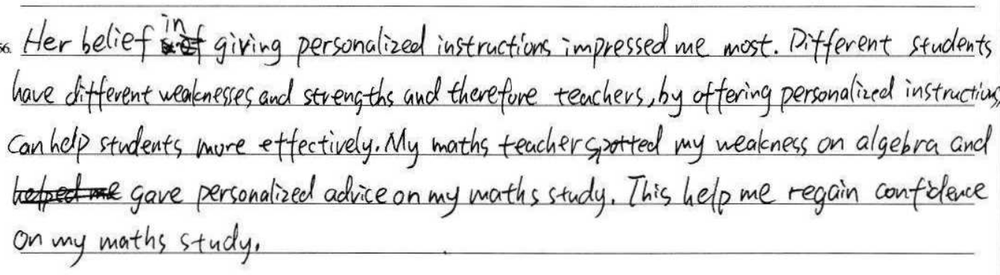 56. Her belief in giving personalized instructions impressed me most. Different students
have different weaknesses and strengths and therefore teachers, by offering personalized instructions,
can help students more effectively. My maths teacher spotted my weakness on algebra and
helped me gave personalized advice on my maths study. This help me regain confidence
on my maths study.